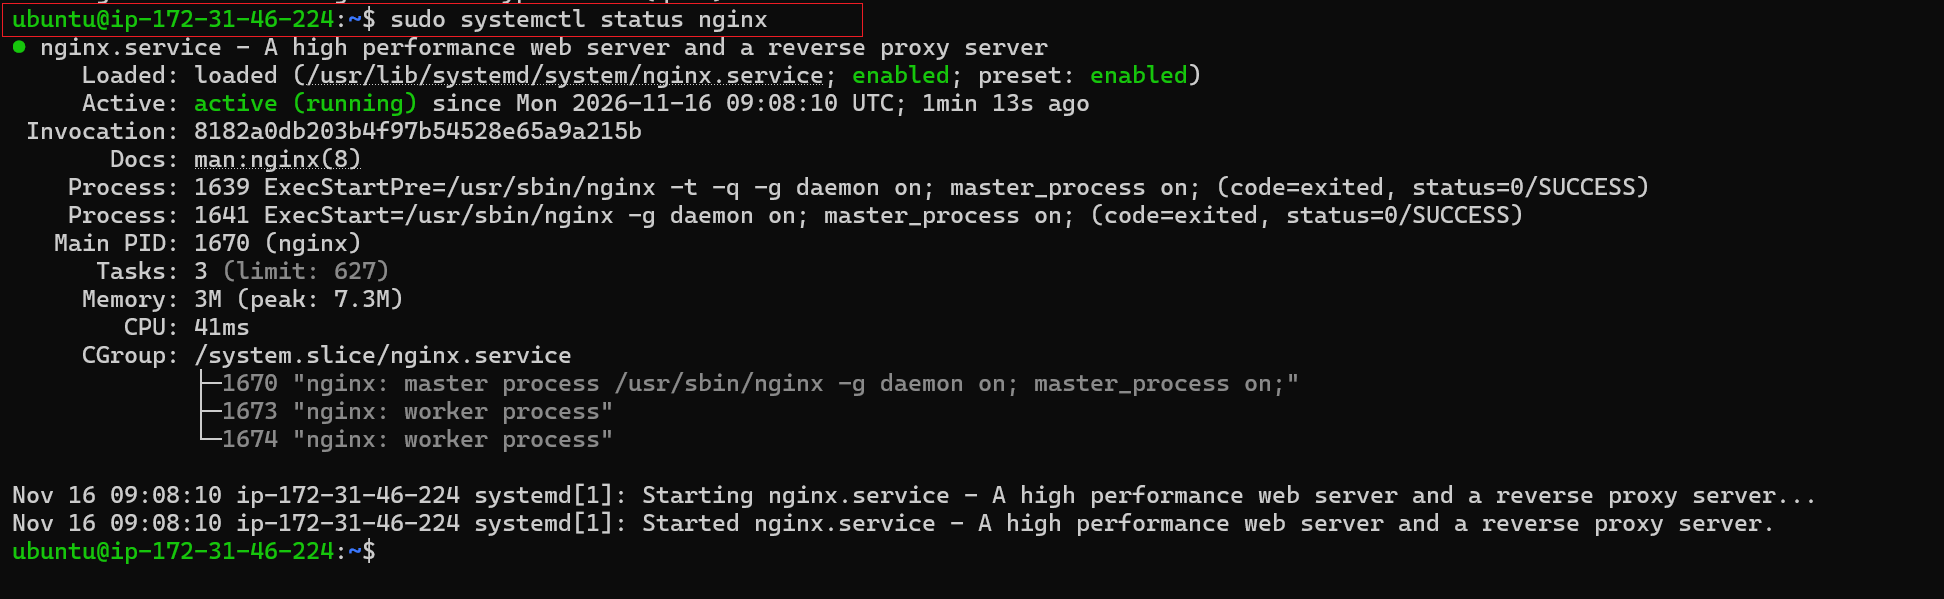 ubuntu@ip-172-31-46-224:~$ sudo systemctl status nginx
● nginx.service - A high performance web server and a reverse proxy server
     Loaded: loaded (/usr/lib/systemd/system/nginx.service; enabled; preset: enabled)
     Active: active (running) since Mon 2026-11-16 09:08:10 UTC; 1min 13s ago
 Invocation: 8182a0db203b4f97b54528e65a9a215b
       Docs: man:nginx(8)
    Process: 1639 ExecStartPre=/usr/sbin/nginx -t -q -g daemon on; master_process on; (code=exited, status=0/SUCCESS)
    Process: 1641 ExecStart=/usr/sbin/nginx -g daemon on; master_process on; (code=exited, status=0/SUCCESS)
   Main PID: 1670 (nginx)
      Tasks: 3 (limit: 627)
     Memory: 3M (peak: 7.3M)
        CPU: 41ms
     CGroup: /system.slice/nginx.service
             ├─1670 "nginx: master process /usr/sbin/nginx -g daemon on; master_process on;"
             ├─1673 "nginx: worker process"
             └─1674 "nginx: worker process"
Nov 16 09:08:10 ip-172-31-46-224 systemd[1]: Starting nginx.service - A high performance web server and a reverse proxy server...
Nov 16 09:08:10 ip-172-31-46-224 systemd[1]: Started nginx.service - A high performance web server and a reverse proxy server.
ubuntu@ip-172-31-46-224:~$